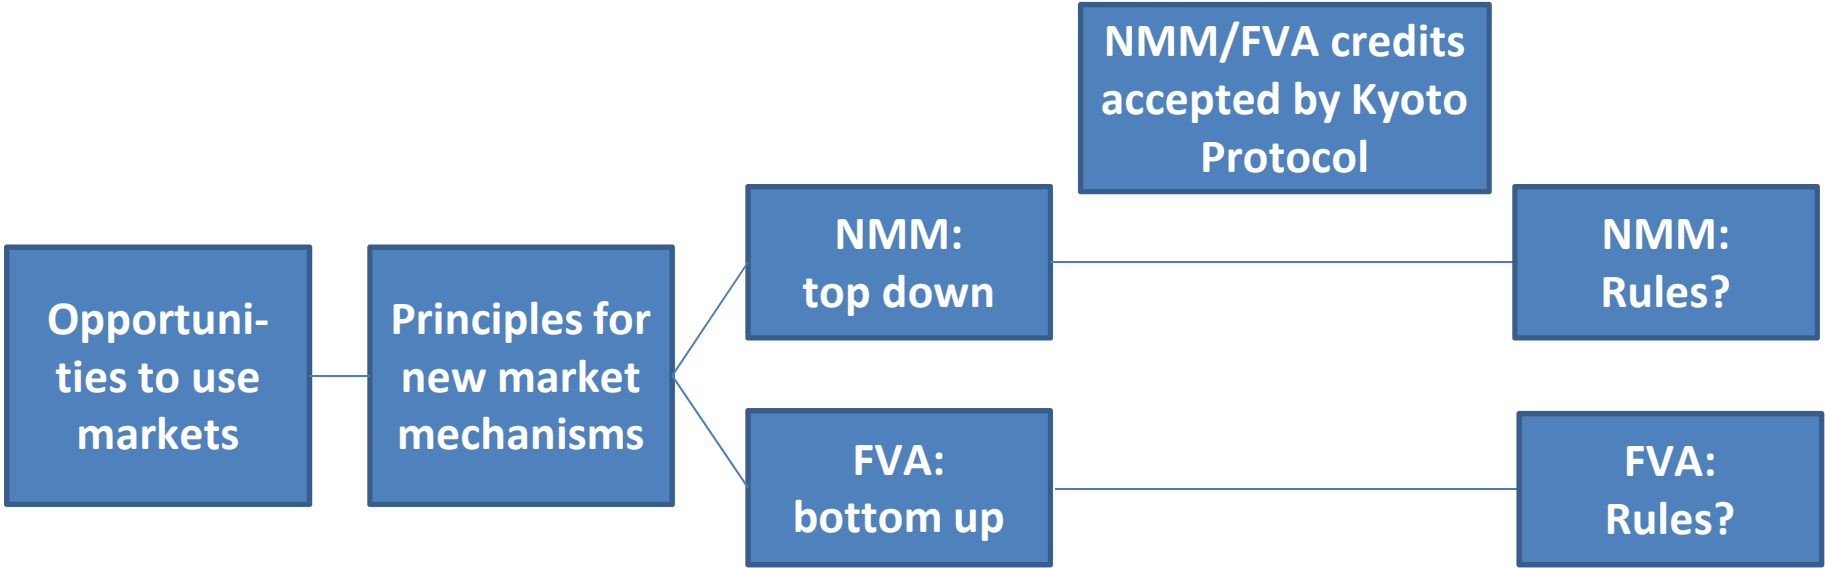 Opportuni-
ties to use
markets
Principles for
new market
mechanisms
NMM:
top down
FVA:
bottom up
NMM/FVA credits
accepted by Kyoto
Protocol
NMM:
Rules?
FVA:
Rules?